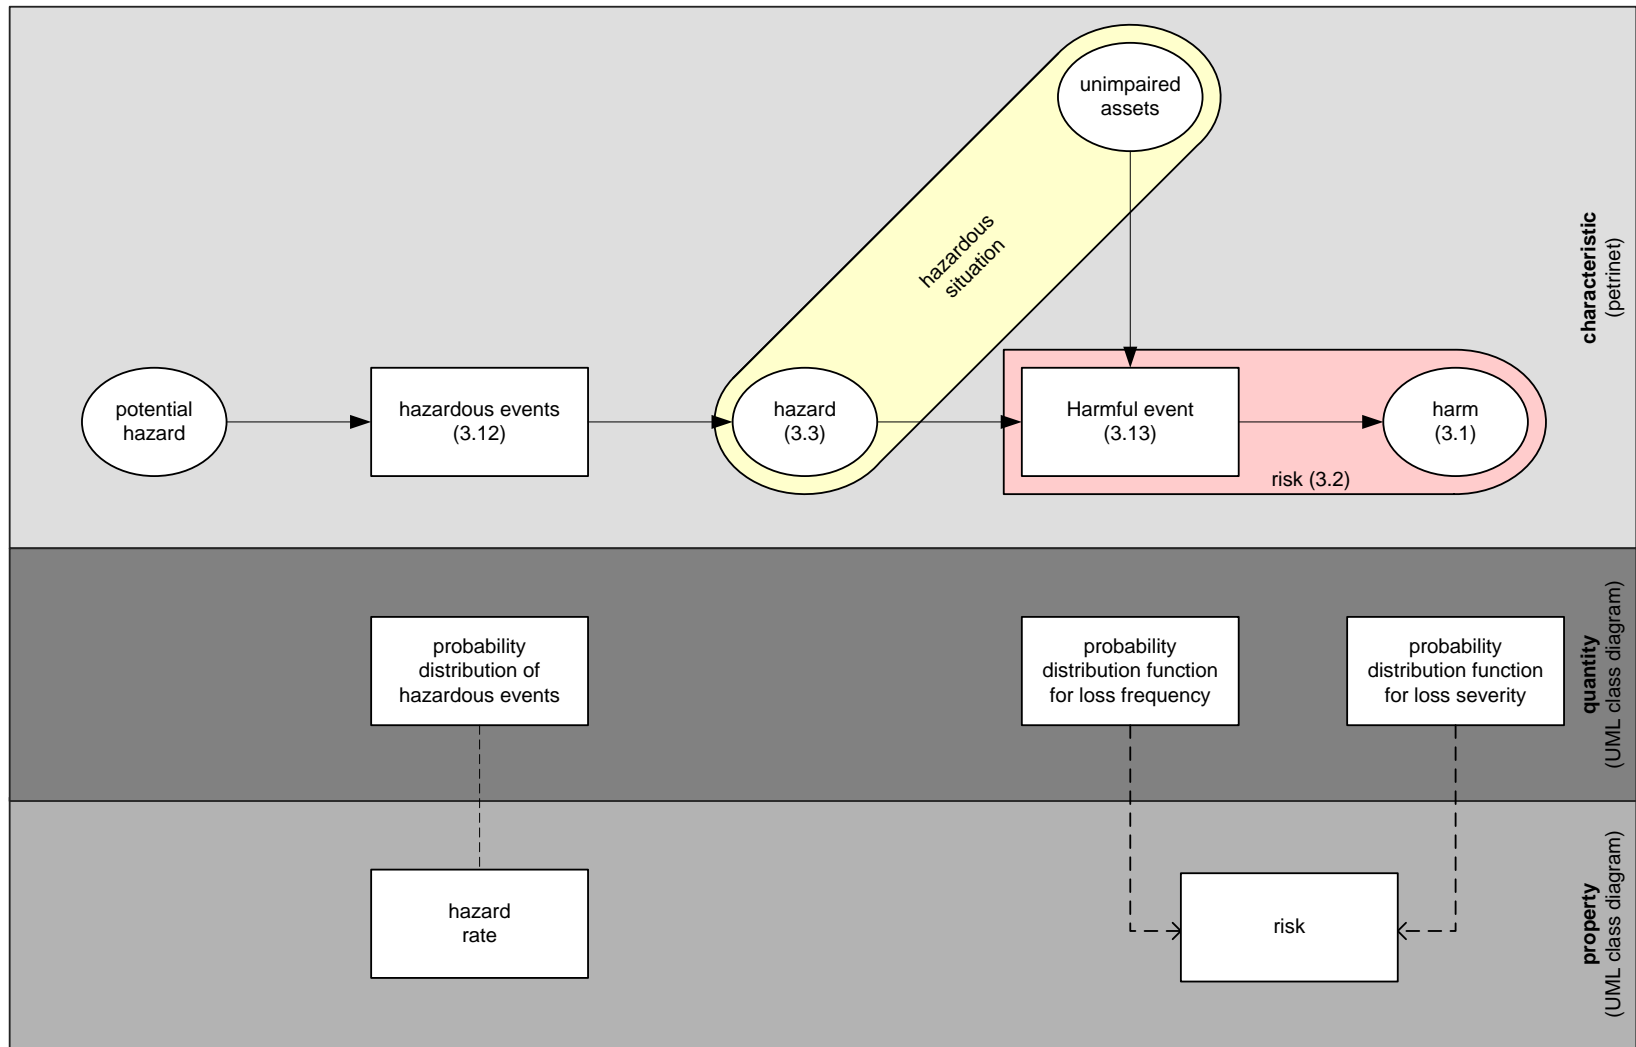 unimpaired
assets
hazardous
situation
characteristic
(petrinet)
potential
hazard
hazardous events
(3.12)
hazard
(3.3)
Harmful event
(3.13)
harm
(3.1)
risk (3.2)
probability
distribution of
hazardous events
probability
distribution function
for loss frequency
probability
distribution function
for loss severity
quantity
(UML class diagram)
hazard
rate
risk
property
(UML class diagram)